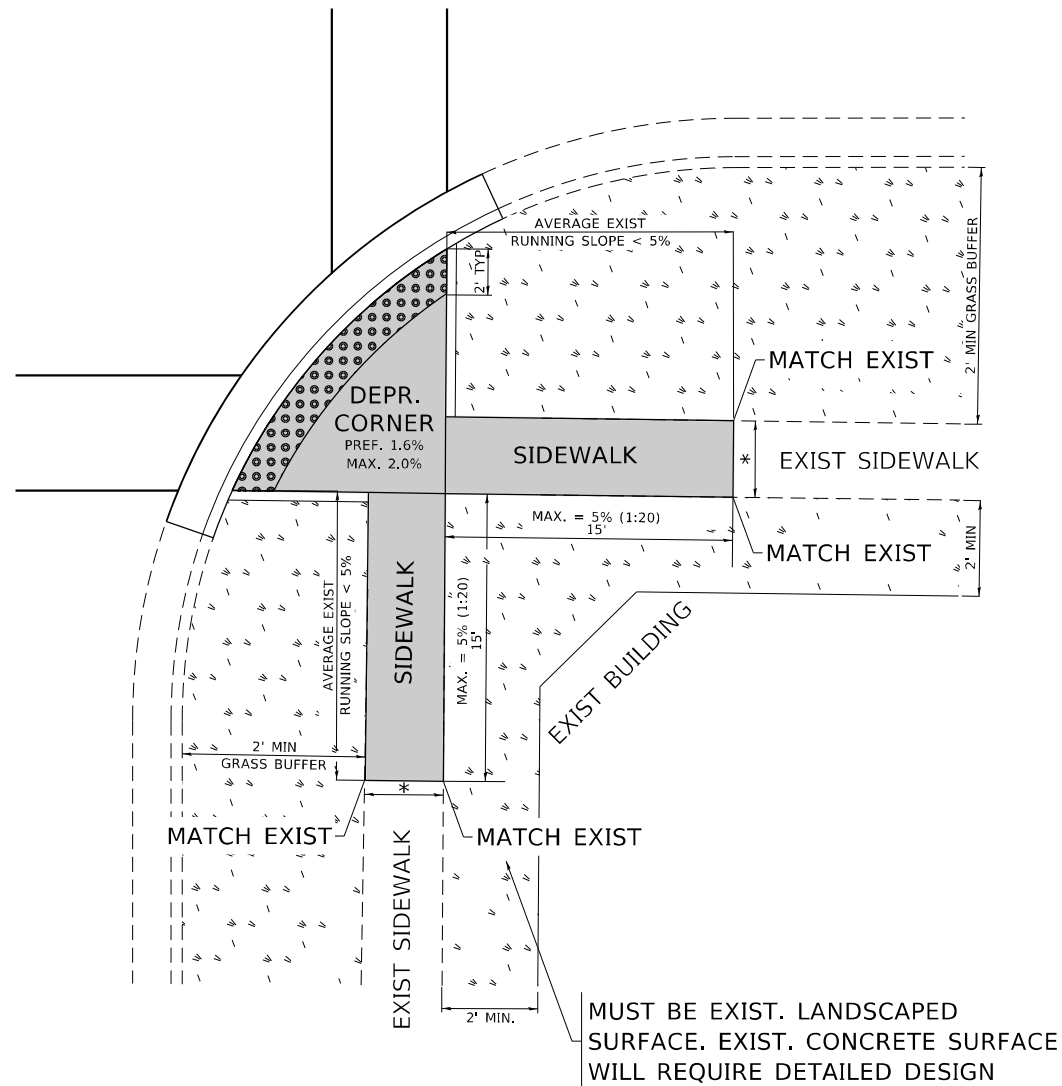 AVERAGE EXIST
RUNNING SLOPE < 5%
2' TYP
2' MIN GRASS BUFFER
MATCH EXIST
DEPR.
CORNER
PREF. 1.6%
MAX. 2.0%
SIDEWALK
*
EXIST SIDEWALK
MAX. = 5% (1:20)
15'
MATCH EXIST
2' MIN
AVERAGE EXIST
RUNNING SLOPE < 5%
SIDEWALK
MAX. = 5% (1:20)
15'
EXIST BUILDING
2' MIN
GRASS BUFFER
*
MATCH EXIST
MATCH EXIST
EXIST SIDEWALK
2' MIN.
MUST BE EXIST. LANDSCAPED
SURFACE. EXIST. CONCRETE SURFACE
WILL REQUIRE DETAILED DESIGN